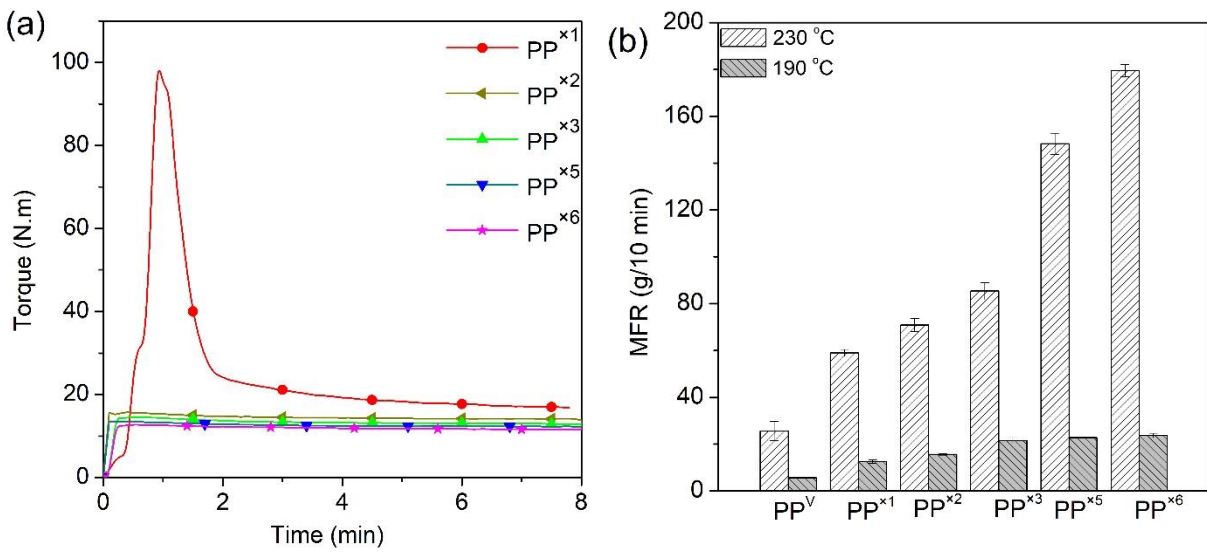 (a)
Torque (N.m)
100
80
60
40
20
0
0 2 4 6 8
Time (min)
PP×1
PP×2
PP×3
PP×5
PP×6
(b)
MFR (g/10 min)
200
160
120
80
40
0
230 °C
190 °C
PPV PP×1 PP×2 PP×3 PP×5 PP×6